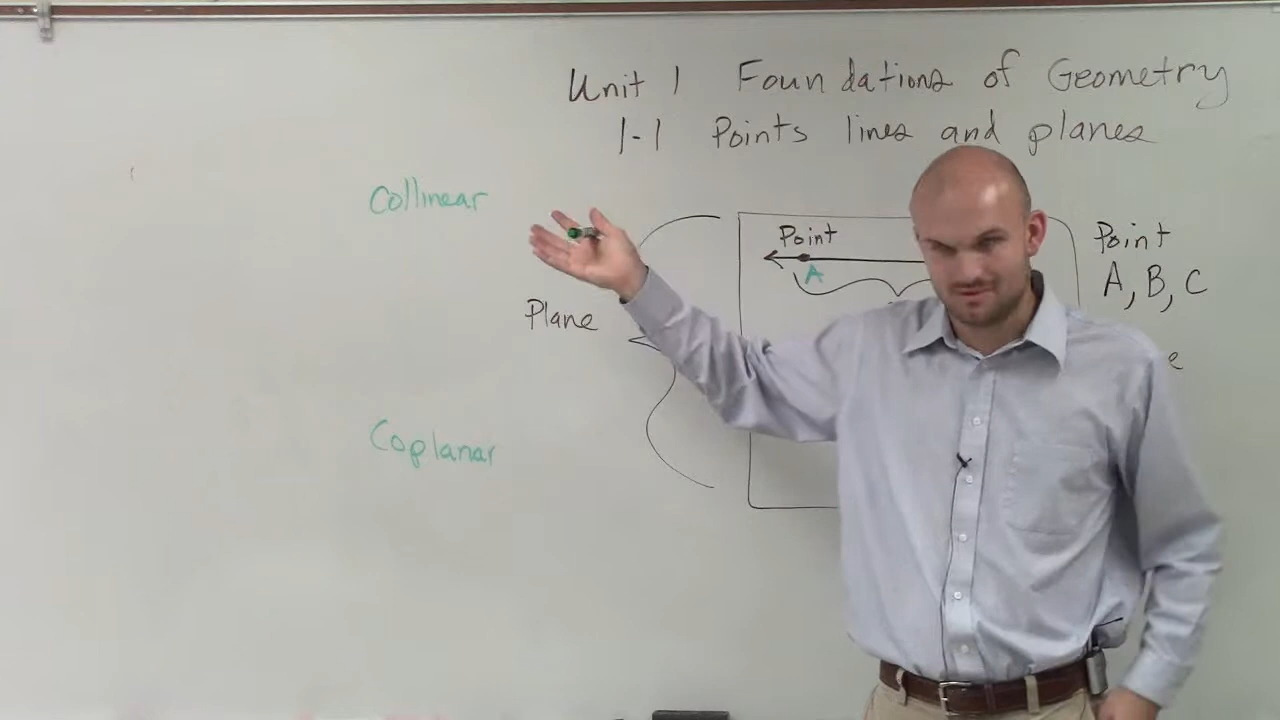 Unit 1 Foundations of Geometry
1-1 Points lines and planes
Collinear
Point
A
Point
A, B, C
Plane
e
Coplanar